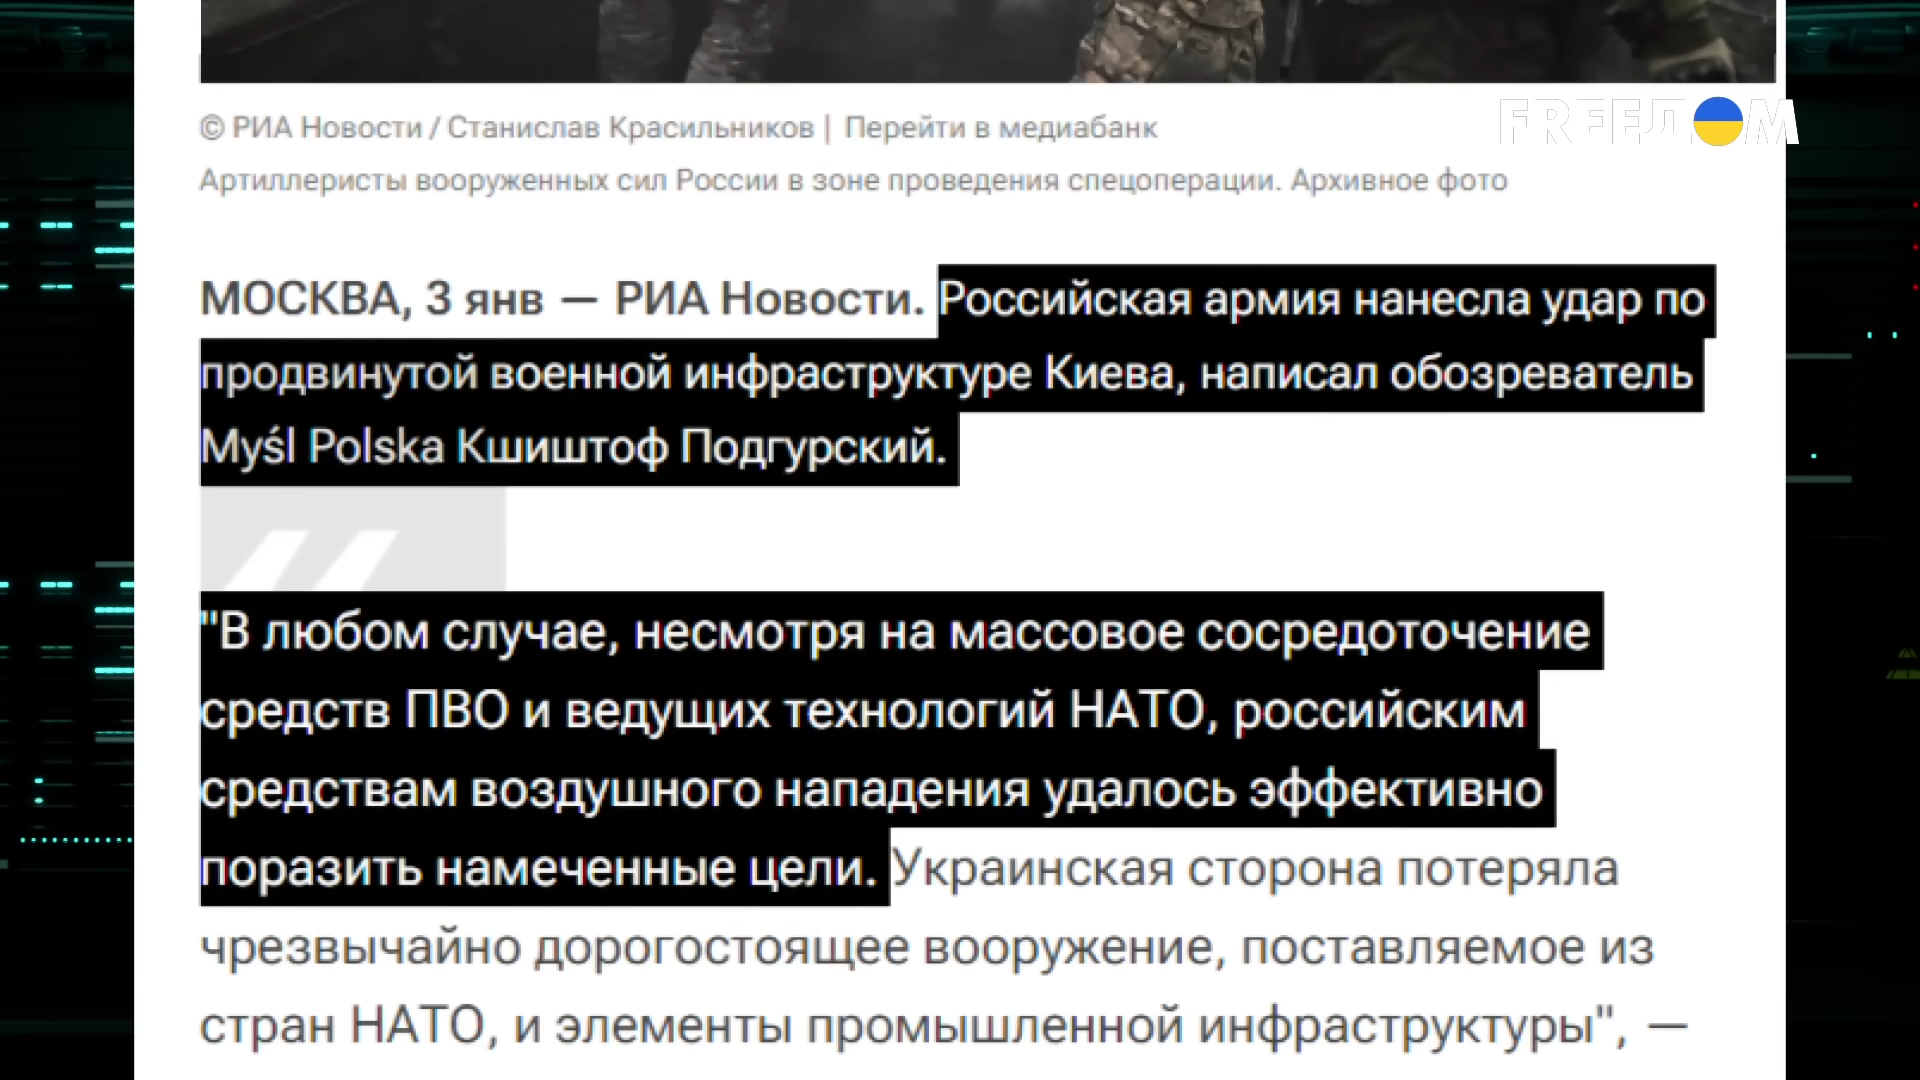 © РИА Новости / Станислав Красильников | Перейти в медиабанк
FREEДOM
Артиллеристы вооруженных сил России в зоне проведения спецоперации. Архивное фото
МОСКВА, 3 янв — РИА Новости. Российская армия нанесла удар по
продвинутой военной инфраструктуре Киева, написал обозреватель
Myśl Polska Кшиштоф Подгурский.
"В любом случае, несмотря на массовое сосредоточение
средств ПВО и ведущих технологий НАТО, российским
средствам воздушного нападения удалось эффективно
поразить намеченные цели. Украинская сторона потеряла
чрезвычайно дорогостоящее вооружение, поставляемое из
стран НАТО, и элементы промышленной инфраструктуры", —